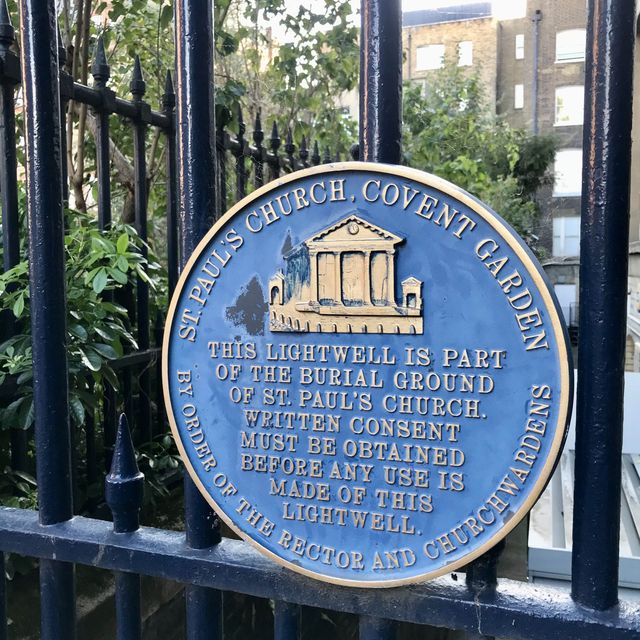 ST. PAUL'S CHURCH, COVENT GARDEN
THIS LIGHTWELL IS PART
OF THE BURIAL GROUND
OF ST. PAUL'S CHURCH.
WRITTEN CONSENT
MUST BE OBTAINED
BEFORE ANY USE IS
MADE OF THIS
LIGHTWELL.
BY ORDER OF THE RECTOR AND CHURCHWARDENS